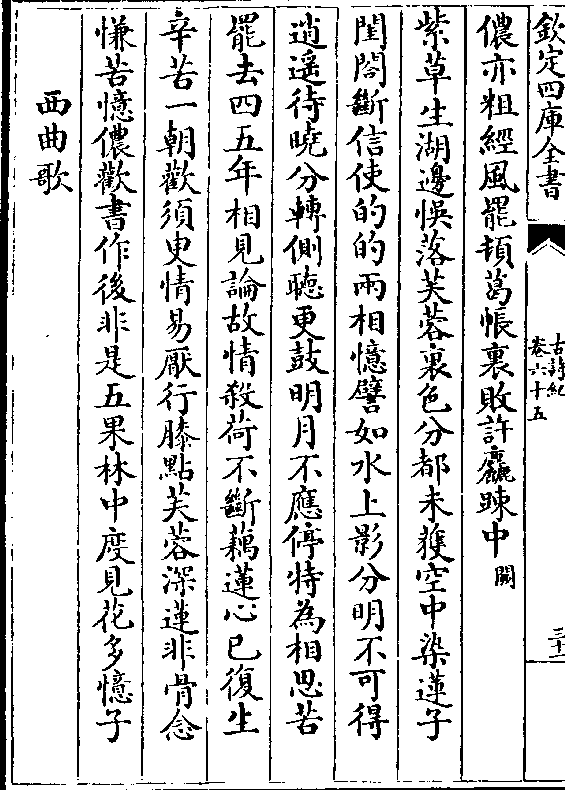 欽定四庫全書
古詩紀
卷六十五
三十一
儂亦粗經風罷頓葛帳裏敗許麤踈中闕
紫草生湖邊悞落芙蓉裏色分都未獲空中染蓮子
閨閤斷信使的的兩相憶譬如水上影分明不可得
逍遥待曉分轉側聴更鼓明月不應停特為相思苦
罷去四五年相見論故情殺荷不斷藕蓮心已復生
辛苦一朝歡須更情易厭行膝㸃芙蓉深蓮非骨念
慊苦憶儂歡書作後非是五果林中度見花多憶子
西曲歌